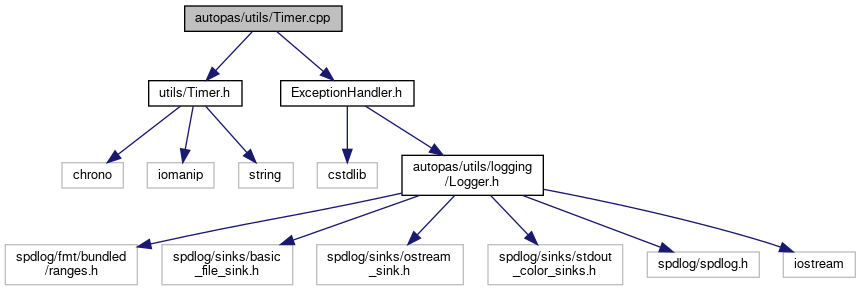 autopas/utils/Timer.cpp
utils/Timer.h
ExceptionHandler.h
chrono
iomanip
string
cstdlib
autopas/utils/logging
/Logger.h
spdlog/fmt/bundled
/ranges.h
spdlog/sinks/basic
_file_sink.h
spdlog/sinks/ostream
_sink.h
spdlog/sinks/stdout
_color_sinks.h
spdlog/spdlog.h
iostream